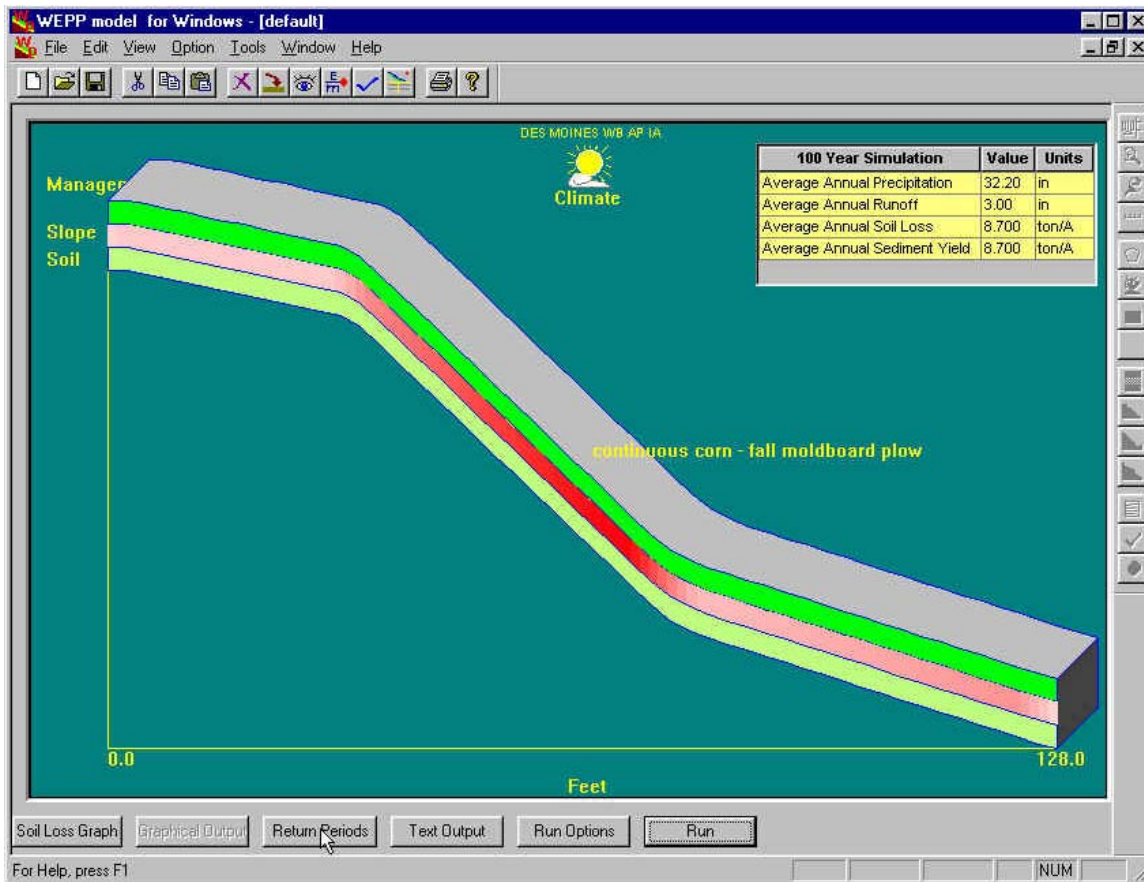 WEPP model for Windows - [default]
File Edit View Option Tools Window Help
DES MOINES WB AP IA
Climate
100 Year Simulation Value Units
Average Annual Precipitation 32.20 in
Average Annual Runoff 3.00 in
Average Annual Soil Loss 8.700 ton/A
Average Annual Sediment Yield 8.700 ton/A
Manager
Slope
Soil
continuous corn - fall moldboard plow
0.0
128.0
Feet
Soil Loss Graph Graphical Output Return Periods Text Output Run Options Run
For Help, press F1
NUM